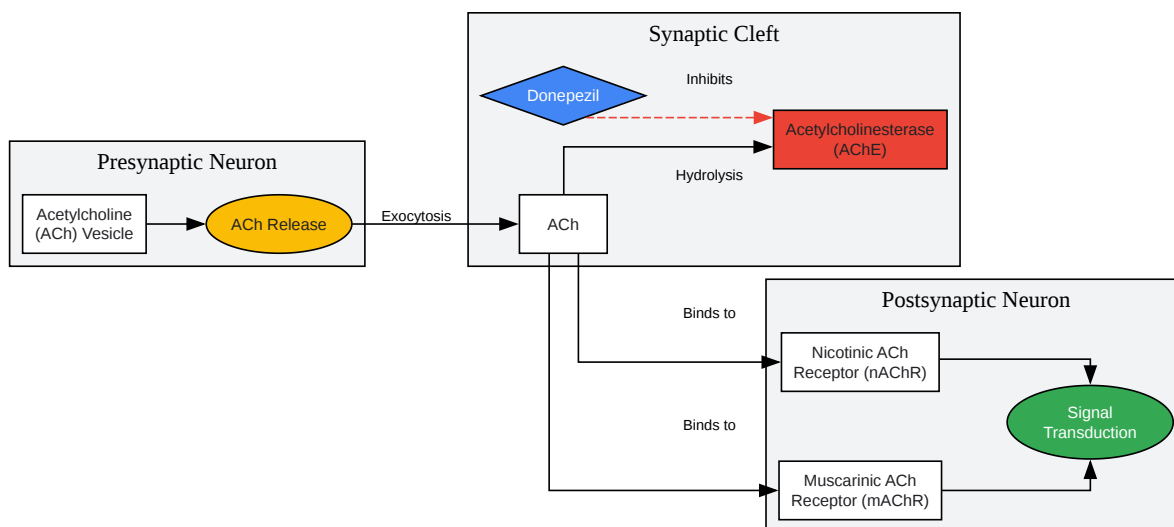 Synaptic Cleft
Donepezil
Inhibits
Acetylcholinesterase
(AChE)
Hydrolysis
Presynaptic Neuron
Acetylcholine
(ACh) Vesicle
ACh Release
Exocytosis
ACh
Postsynaptic Neuron
Binds to
Nicotinic ACh
Receptor (nAChR)
Signal
Transduction
Binds to
Muscarinic ACh
Receptor (mAChR)